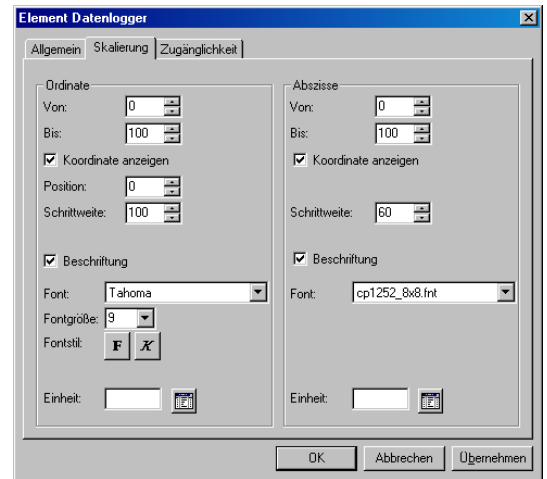 Element Datenlogger
Allgemein Skalierung Zugänglichkeit
Ordinate
Von: 0
Bis: 100
Koordinate anzeigen
Position: 0
Schrittweite: 100
Beschriftung
Font: Tahoma
Fontgröße: 9
Fontstil: F K
Einheit:
Abszisse
Von: 0
Bis: 100
Koordinate anzeigen
Schrittweite: 60
Beschriftung
Font: cp1252_8x8.fnt
Einheit:
OK Abbrechen Übernehmen